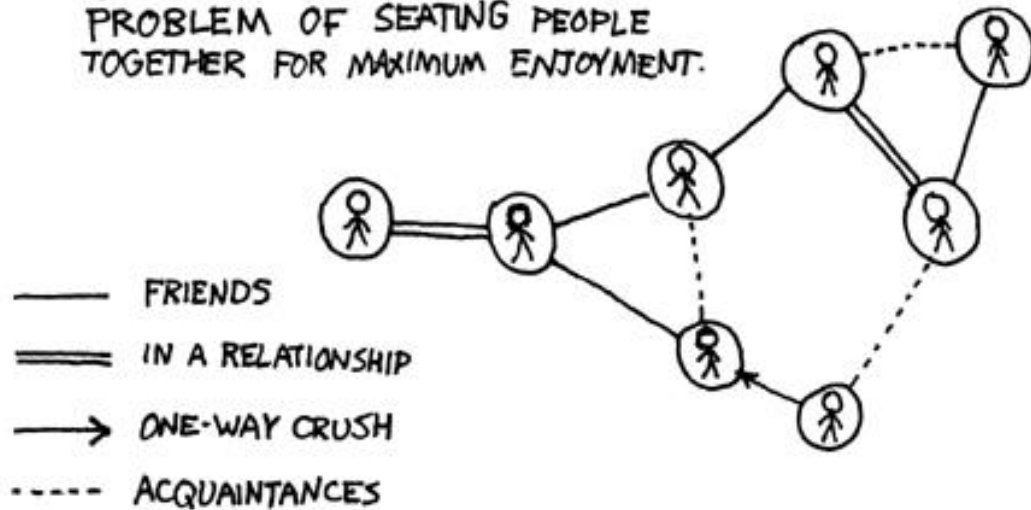 PROBLEM OF SEATING PEOPLE
TOGETHER FOR MAXIMUM ENJOYMENT.
FRIENDS
IN A RELATIONSHIP
ONE-WAY CRUSH
ACQUAINTANCES